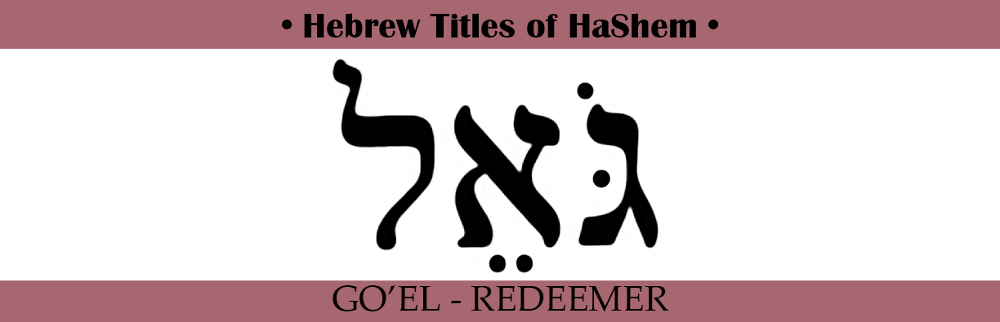 • Hebrew Titles of HaShem •
גֹּאֵל
GO’EL - REDEEMER